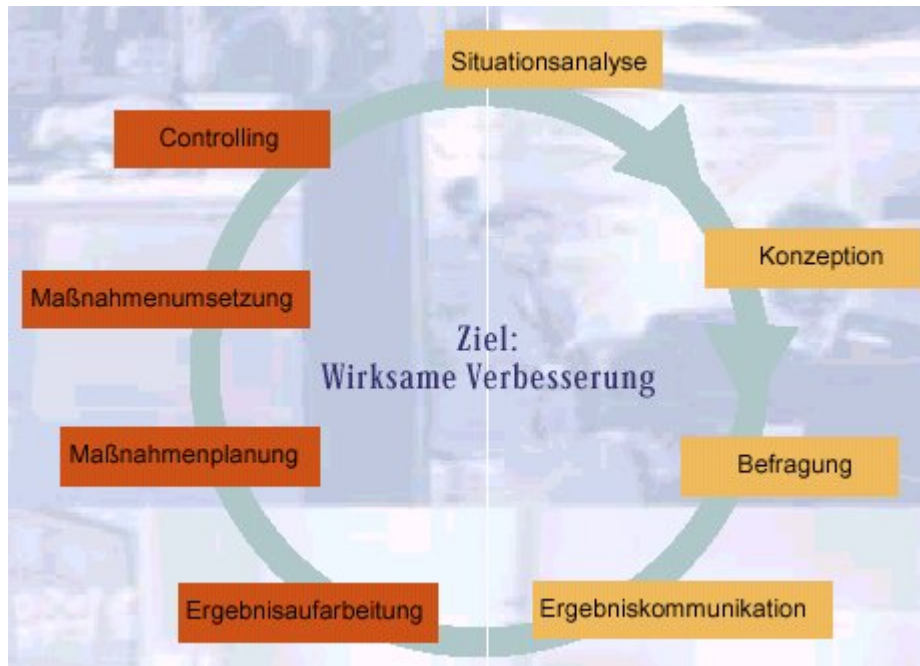 Situationsanalyse
Controlling
Konzeption
Maßnahmenumsetzung
Ziel:
Wirksame Verbesserung
Maßnahmenplanung
Befragung
Ergebnisaufarbeitung
Ergebniskommunikation